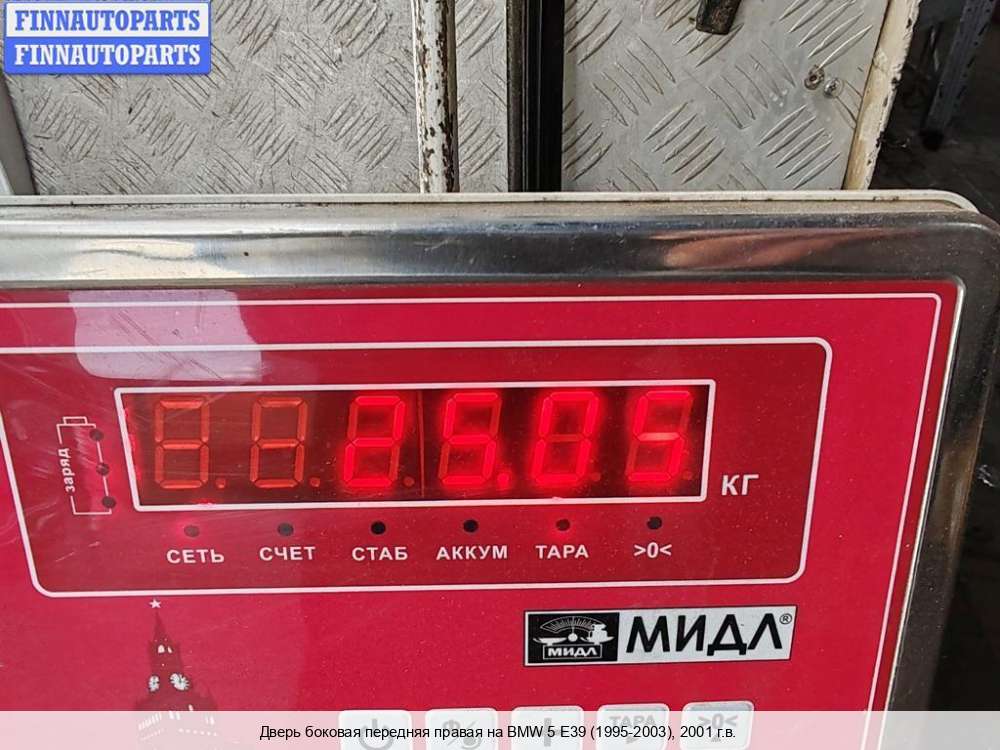 FINNAUTOPARTS
FINNAUTOPARTS
заряд
25.05
КГ
СЕТЬ СЧЕТ СТАБ АККУМ ТАРА >0<
МИДЛ МИДЛ®
ТАРА >0<
Дверь боковая передняя правая на BMW 5 E39 (1995-2003), 2001 г.в.